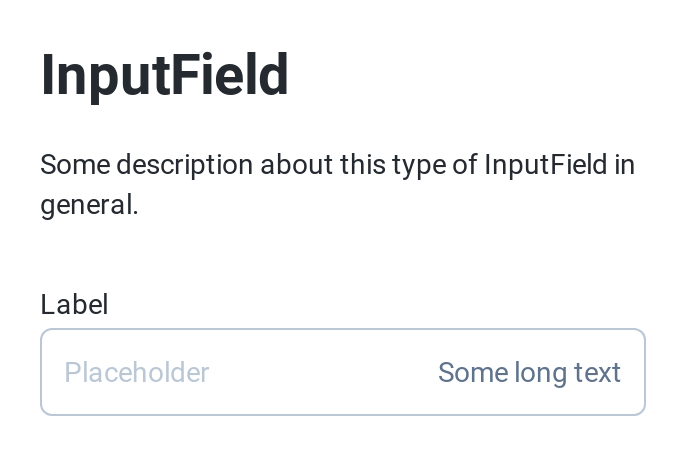 InputField
Some description about this type of InputField in
general.
Label
Placeholder Some long text